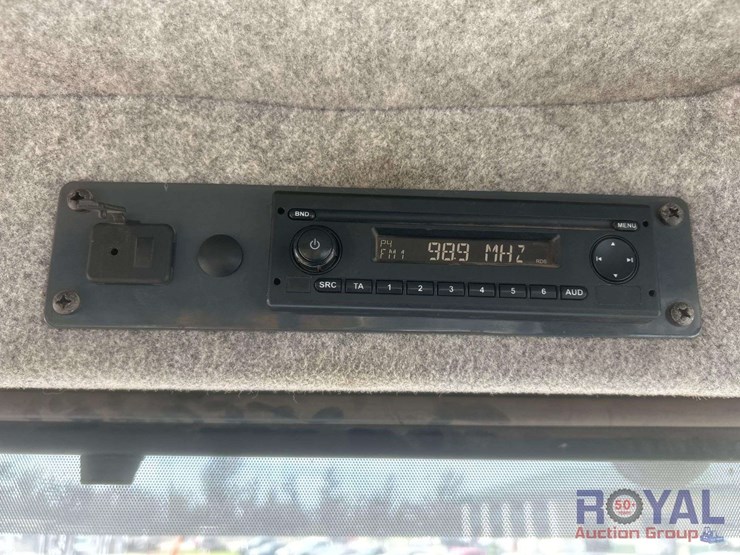 BND
MENU
P4
FM1 98.9 MHZ
SRC TA 1 2 3 4 5 6 AUD
ROYAL
50+
Auction Group